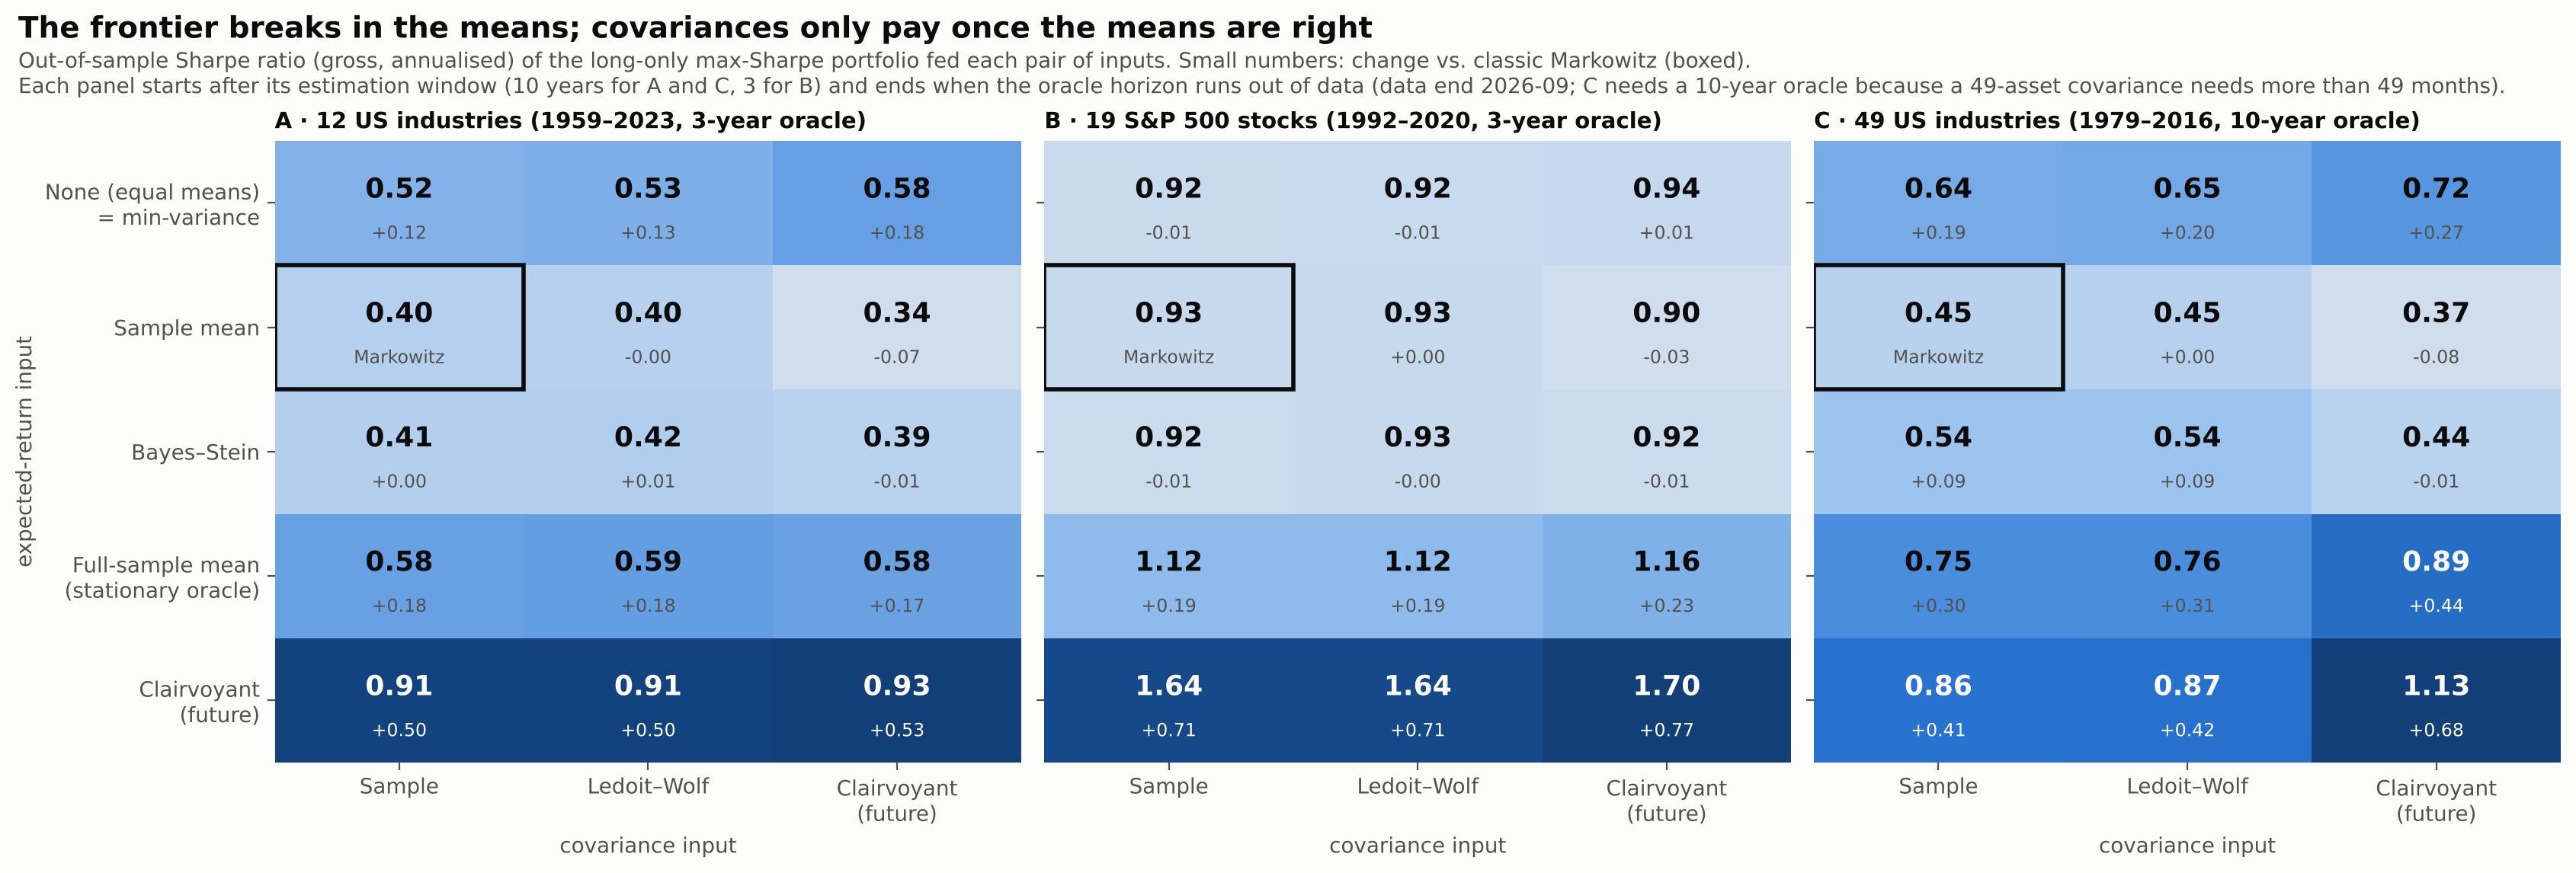 The frontier breaks in the means; covariances only pay once the means are right
Out-of-sample Sharpe ratio (gross, annualised) of the long-only max-Sharpe portfolio fed each pair of inputs. Small numbers: change vs. classic Markowitz (boxed).
Each panel starts after its estimation window (10 years for A and C, 3 for B) and ends when the oracle horizon runs out of data (data end 2026-09; C needs a 10-year oracle because a 49-asset covariance needs more than 49 months).
A · 12 US industries (1959–2023, 3-year oracle)
B · 19 S&P 500 stocks (1992–2020, 3-year oracle)
C · 49 US industries (1979–2016, 10-year oracle)
expected-return input
None (equal means)
= min-variance
0.52 0.53 0.58 0.92 0.92 0.94 0.64 0.65 0.72
+0.12 +0.13 +0.18 -0.01 -0.01 +0.01 +0.19 +0.20 +0.27
Sample mean
0.40 0.40 0.34 0.93 0.93 0.90 0.45 0.45 0.37
Markowitz -0.00 -0.07 Markowitz +0.00 -0.03 Markowitz +0.00 -0.08
Bayes–Stein
0.41 0.42 0.39 0.92 0.93 0.92 0.54 0.54 0.44
+0.00 +0.01 -0.01 -0.01 -0.00 -0.01 +0.09 +0.09 -0.01
Full-sample mean
(stationary oracle)
0.58 0.59 0.58 1.12 1.12 1.16 0.75 0.76 0.89
+0.18 +0.18 +0.17 +0.19 +0.19 +0.23 +0.30 +0.31 +0.44
Clairvoyant
(future)
0.91 0.91 0.93 1.64 1.64 1.70 0.86 0.87 1.13
+0.50 +0.50 +0.53 +0.71 +0.71 +0.77 +0.41 +0.42 +0.68
Sample Ledoit–Wolf Clairvoyant Sample Ledoit–Wolf Clairvoyant Sample Ledoit–Wolf Clairvoyant
(future) (future) (future)
covariance input covariance input covariance input